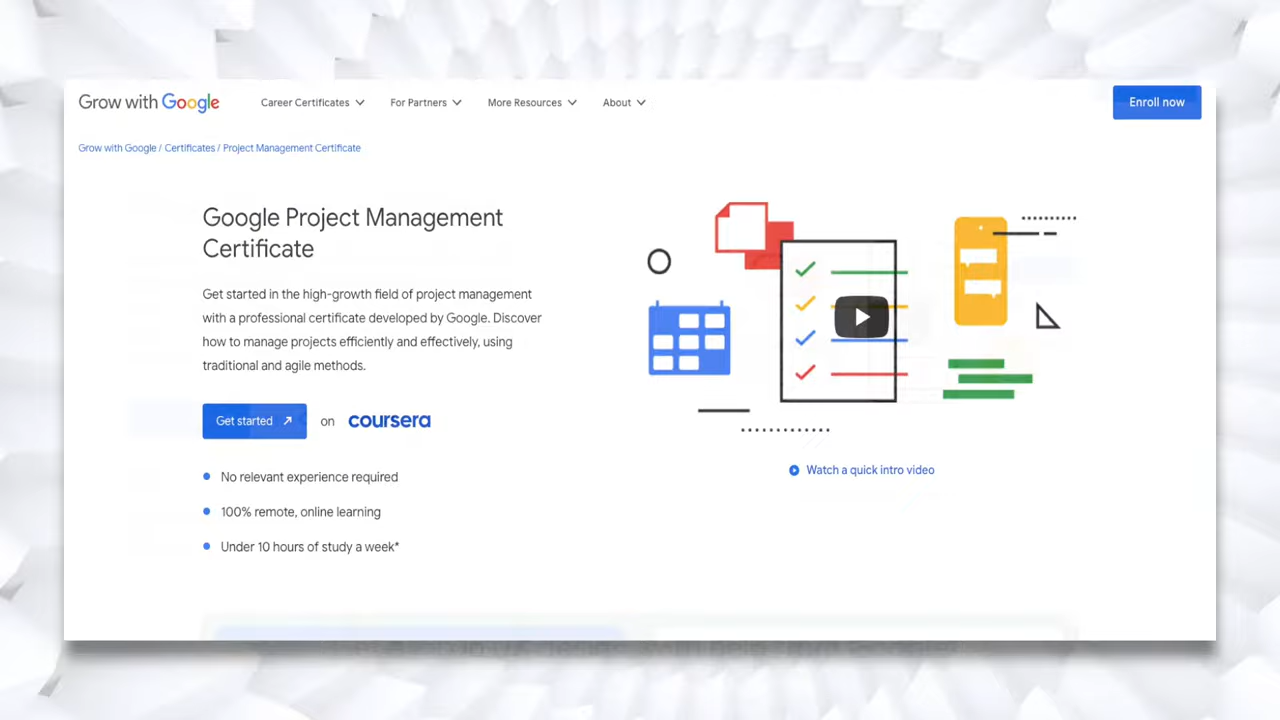 Grow with Google
Career Certificates
For Partners
More Resources
About
Enroll now
Grow with Google / Certificates / Project Management Certificate
Google Project Management
Certificate
Get started in the high-growth field of project management
with a professional certificate developed by Google. Discover
how to manage projects efficiently and effectively, using
traditional and agile methods.
Get started
on
coursera
No relevant experience required
100% remote, online learning
Under 10 hours of study a week*
Watch a quick intro video